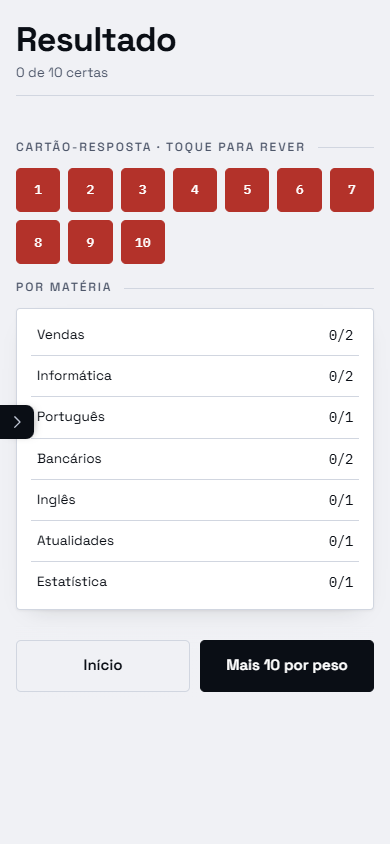 Resultado
0 de 10 certas
CARTÃO-RESPOSTA · TOQUE PARA REVER
1 2 3 4 5 6 7
8 9 10
POR MATÉRIA
Vendas 0/2
Informática 0/2
Português 0/1
Bancários 0/2
Inglês 0/1
Atualidades 0/1
Estatística 0/1
Início Mais 10 por peso